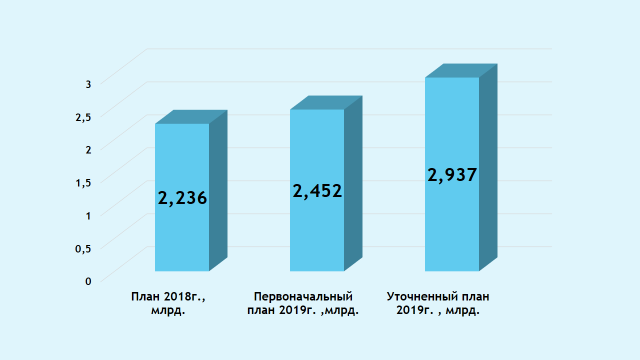 3
2,5
2
1,5
1
0,5
0
2,236
2,452
2,937
План 2018г.,
млрд.
Первоначальный
план 2019г. ,млрд.
Уточненный план
2019г. , млрд.